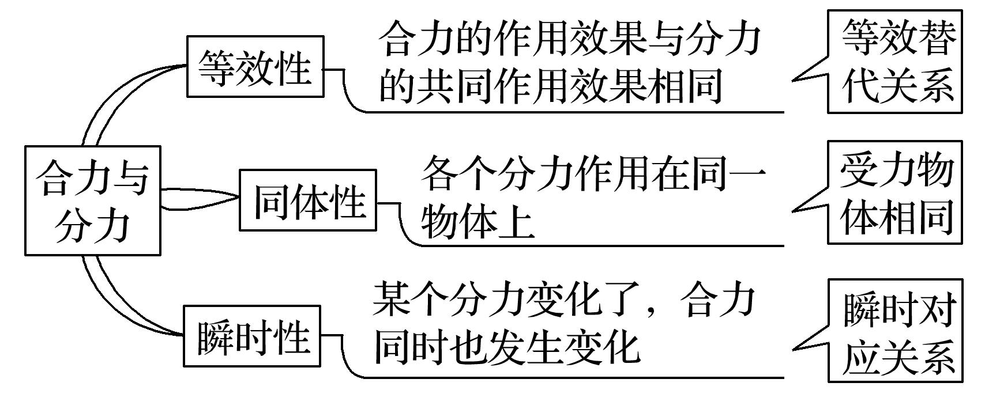 合力与
分力
等效性
合力的作用效果与分力
的共同作用效果相同
等效替
代关系
同体性
各个分力作用在同一
物体上
受力物
体相同
瞬时性
某个分力变化了，合力
同时也发生变化
瞬时对
应关系